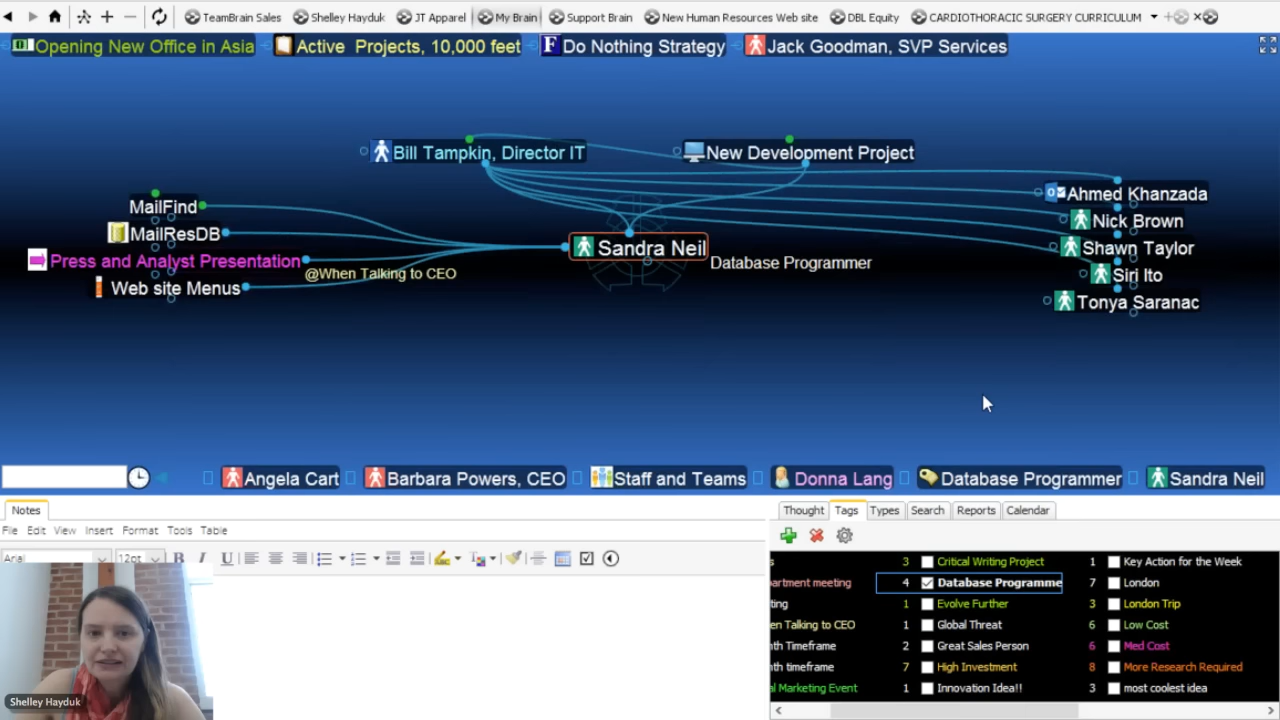 TeamBrain Sales Shelley Hayduk JT Apparel My Brain Support Brain New Human Resources Web site DBL Equity CARDIOTHORACIC SURGERY CURRICULUM
Opening New Office in Asia Active Projects, 10,000 feet Do Nothing Strategy Jack Goodman, SVP Services
Bill Tampkin, Director IT New Development Project
Ahmed Khanzada
MailFind
Nick Brown
MailResDB
Sandra Neil
Shawn Taylor
Press and Analyst Presentation
Database Programmer
@When Talking to CEO
Siri Ito
Web site Menus
Tonya Saranac
Angela Cart Barbara Powers, CEO Staff and Teams Donna Lang Database Programmer Sandra Neil
Notes
Thought Tags Types Search Reports Calendar
File Edit View Insert Format Tools Table
Arial 12pt B I U
s 3 Critical Writing Project 1 Key Action for the Week
partment meeting 4 Database Programme 7 London
ting 1 Evolve Further 3 London Trip
en Talking to CEO 1 Global Threat 6 Low Cost
nth Timeframe 2 Great Sales Person 6 Med Cost
nth timeframe 7 High Investment 8 More Research Required
al Marketing Event 1 Innovation Idea!! 3 most coolest idea
Shelley Hayduk